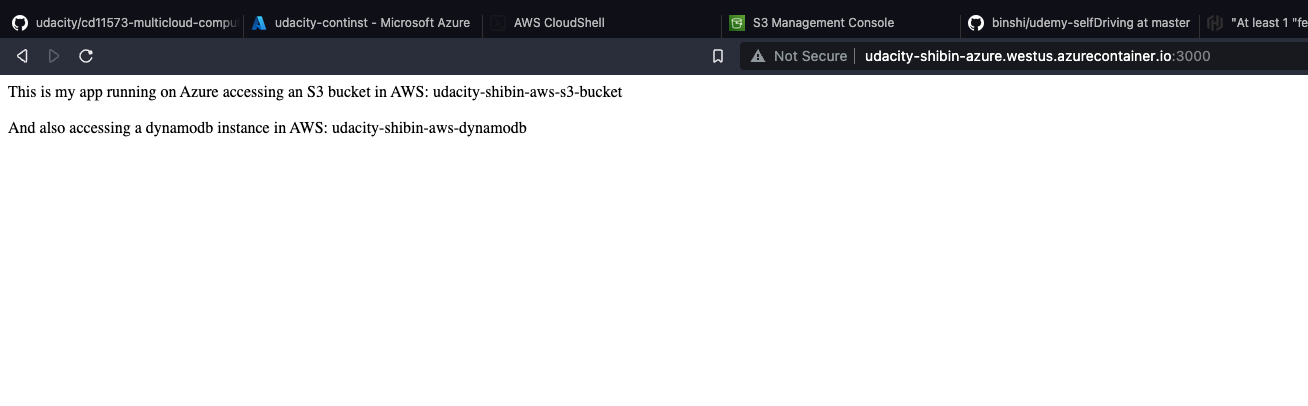 udacity/cd11573-multicloud-compu
udacity-continst - Microsoft Azure
AWS CloudShell
S3 Management Console
binshi/udemy-selfDriving at master
"At least 1 "fe
Not Secure
udacity-shibin-azure.westus.azurecontainer.io:3000
This is my app running on Azure accessing an S3 bucket in AWS: udacity-shibin-aws-s3-bucket
And also accessing a dynamodb instance in AWS: udacity-shibin-aws-dynamodb